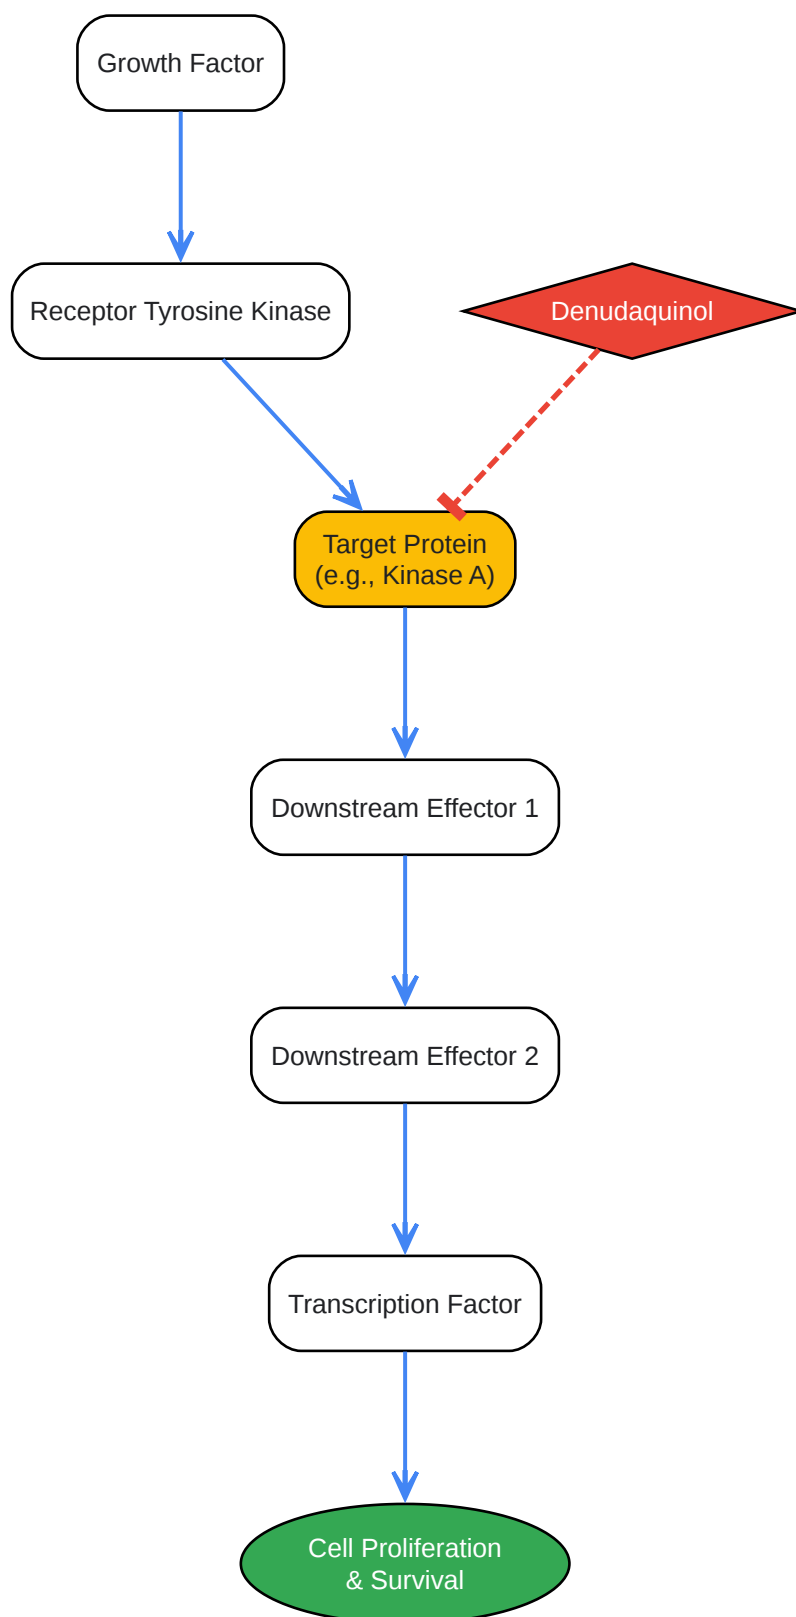 Growth Factor
Receptor Tyrosine Kinase
Denudaquinol
Target Protein
(e.g., Kinase A)
Downstream Effector 1
Downstream Effector 2
Transcription Factor
Cell Proliferation
& Survival